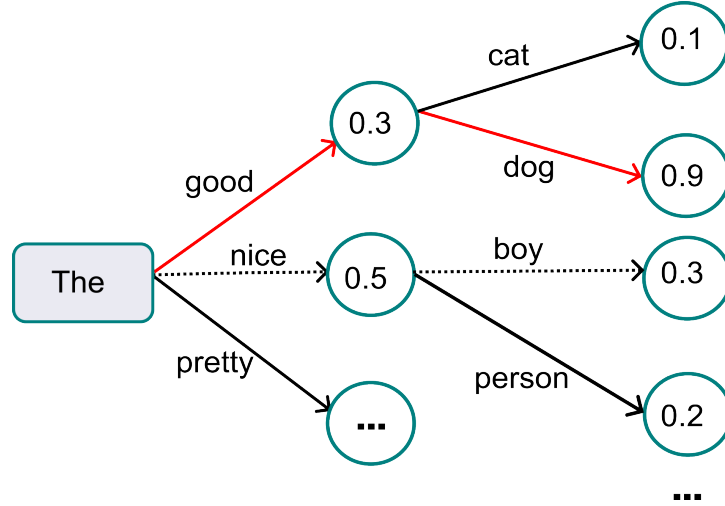 cat
0.1
0.3
good
dog
0.9
The
nice
0.5
boy
0.3
pretty
person
...
0.2
...